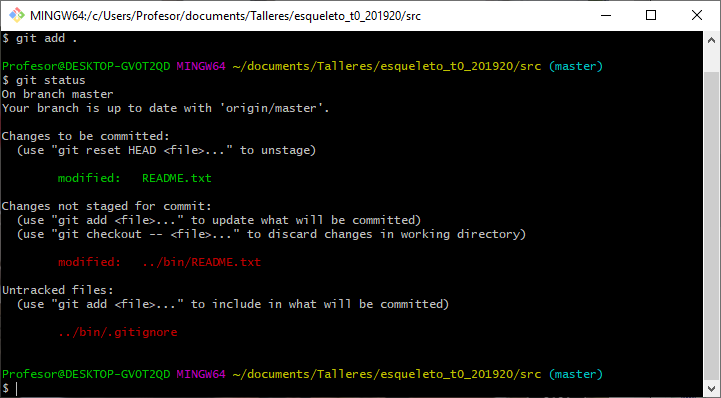 MINGW64:/c/Users/Profesor/documents/Talleres/esqueleto_t0_201920/src
$ git add .
Profesor@DESKTOP-GVOT2QD MINGW64 ~/documents/Talleres/esqueleto_t0_201920/src (master)
$ git status
On branch master
Your branch is up to date with 'origin/master'.
Changes to be committed:
(use "git reset HEAD <file>..." to unstage)
modified: README.txt
Changes not staged for commit:
(use "git add <file>..." to update what will be committed)
(use "git checkout -- <file>..." to discard changes in working directory)
modified: ../bin/README.txt
Untracked files:
(use "git add <file>..." to include in what will be committed)
../bin/.gitignore
Profesor@DESKTOP-GVOT2QD MINGW64 ~/documents/Talleres/esqueleto_t0_201920/src (master)
$